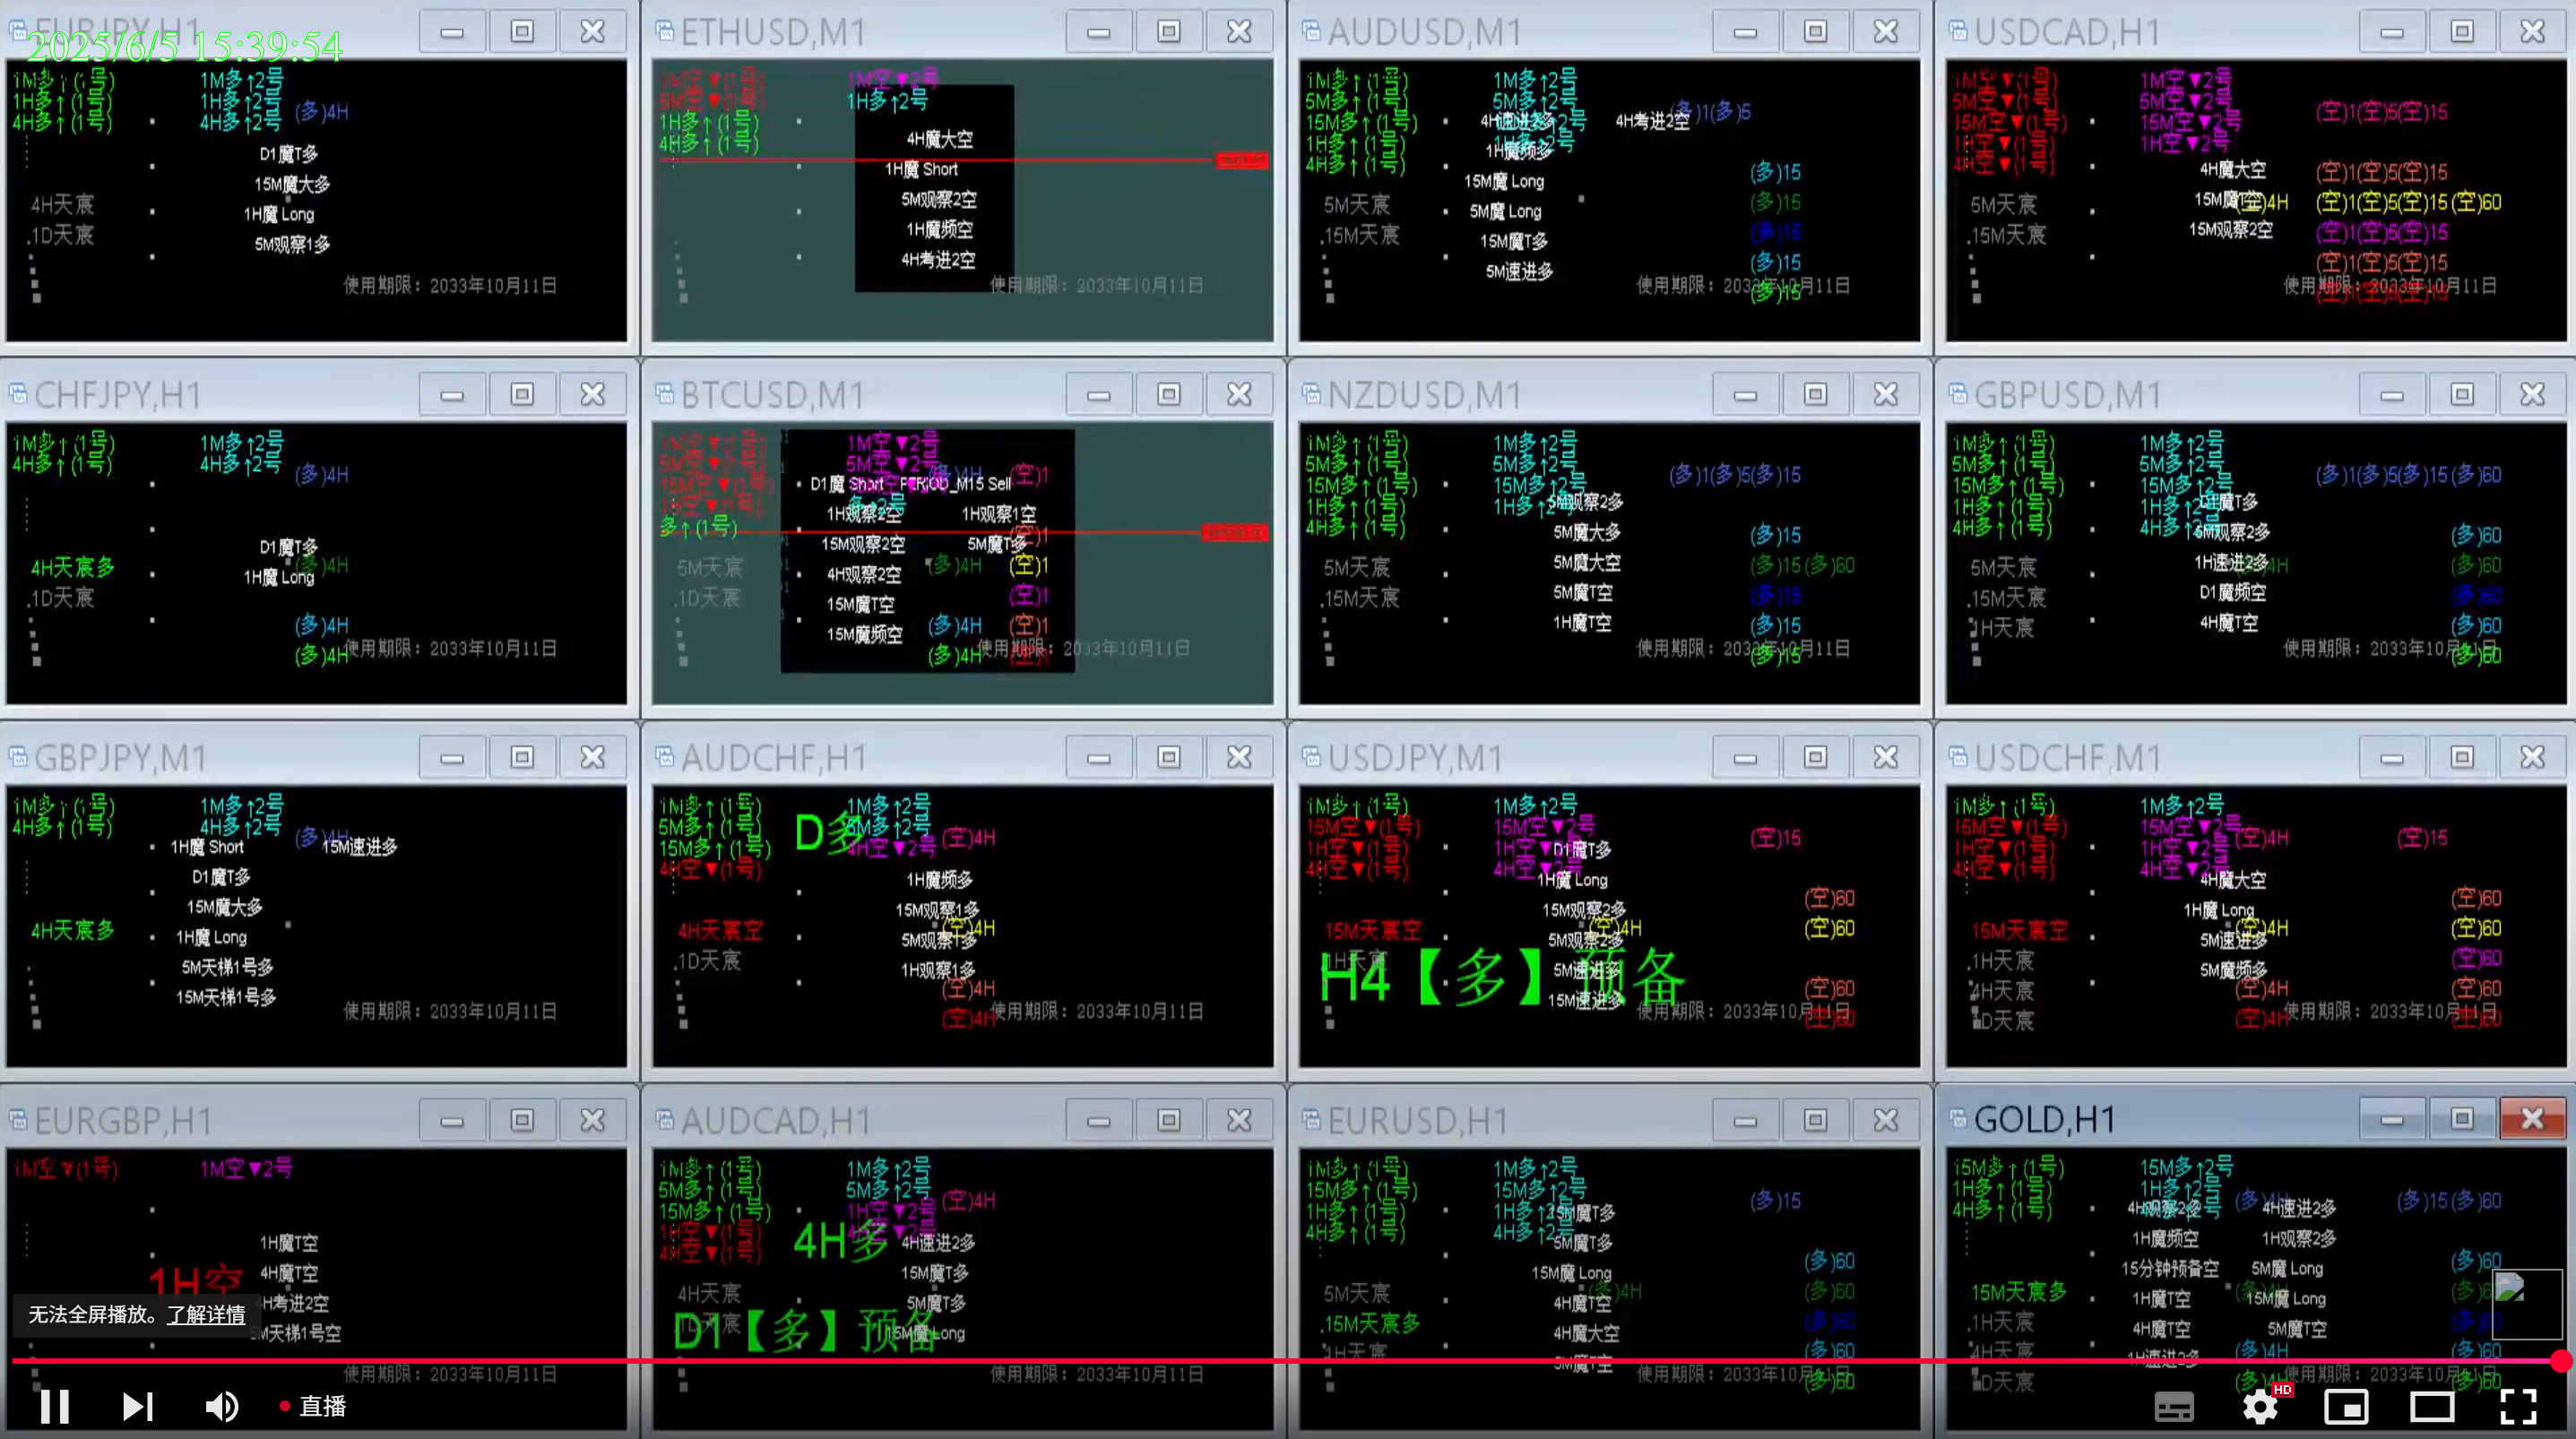 EURJPY,H1
2025/6/5 15:39:54
1M多↑(1号)
1M多↑2号
1H多↑(1号)
1H多↑2号
(多)4H
4H多↑(1号)
4H多↑2号
D1魔T多
15M魔大多
4H天宸
1H魔 Long
.1D天宸
5M观察1多
使用期限：2033年10月11日
ETHUSD,M1
1M空▼(1号)
1M空▼2号
5M空▼(1号)
1H多↑2号
1H多↑(1号)
4H多↑(1号)
4H魔大空
1H魔 Short
5M观察2空
1H魔频空
4H考进2空
使用期限：2033年10月11日
AUDUSD,M1
1M多↑(1号)
1M多↑2号
5M多↑(1号)
5M多↑2号
(多)1(多)5
15M多↑(1号)
4H考进2空
1H多↑(1号)
1H魔频多
4H多↑(1号)
15M魔 Long
(多)15
5M天宸
5M魔 Long
(多)15
.15M天宸
15M魔T多
(多)15
5M速进多
(多)15
(多)15
使用期限：2033年10月11日
USDCAD,H1
1M空▼(1号)
1M空▼2号
5M空▼(1号)
5M空▼2号
(空)1(空)5(空)15
15M空▼(1号)
15M空▼2号
1H空▼(1号)
1H空▼2号
4H空▼(1号)
4H魔大空
(空)1(空)5(空)15
5M天宸
15M魔T空
(空)4H
(空)1(空)5(空)15(空)60
.15M天宸
15M观察2空
(空)1(空)5(空)15
(空)1(空)5(空)15
(空)1(空)5(空)15
使用期限：2033年10月11日
CHFJPY,H1
1M多↑(1号)
1M多↑2号
4H多↑(1号)
4H多↑2号
(多)4H
D1魔T多
4H天宸多
(多)4H
1H魔 Long
.1D天宸
(多)4H
(多)4H
使用期限：2033年10月11日
BTCUSD,M1
1M空▼(1号)
1M空▼2号
5M空▼(1号)
5M空▼2号
(多)4H
(空)1
15M空▼(1号)
D1魔 Short
PERIOD_M15 Sell
1H观察2空
1H观察1空
多↑(1号)
(空)1
15M观察2空
5M魔T多
5M天宸
4H观察2空
(多)4H
(空)1
.1D天宸
15M魔T空
(空)1
15M魔频空
(多)4H
(空)1
(多)4H
使用期限：2033年10月11日
NZDUSD,M1
1M多↑(1号)
1M多↑2号
5M多↑(1号)
5M多↑2号
(多)1(多)5(多)15
15M多↑(1号)
15M多↑2号
1H多↑(1号)
1H多↑2号
5M观察2多
4H多↑(1号)
5M魔大多
(多)15
5M天宸
5M魔大空
(多)15(多)60
.15M天宸
5M魔T空
(多)15
1H魔T空
(多)15
(多)15
使用期限：2033年10月11日
GBPUSD,M1
1M多↑(1号)
1M多↑2号
5M多↑(1号)
5M多↑2号
(多)1(多)5(多)15(多)60
15M多↑(1号)
15M多↑2号
1H多↑(1号)
1H多↑2号
D1魔T多
4H多↑(1号)
4H多↑2号
5M观察2多
(多)60
5M天宸
1H速进2多
(多)60
.15M天宸
D1魔频空
(多)60
1H天宸
4H魔T空
(多)60
(多)60
使用期限：2033年10月11日
GBPJPY,M1
1M多↑(1号)
1M多↑2号
4H多↑(1号)
4H多↑2号
1H魔 Short
(多)4H
15M速进多
D1魔T多
15M魔大多
4H天宸多
1H魔 Long
5M天梯1号多
15M天梯1号多
使用期限：2033年10月11日
AUDCHF,H1
1M多↑(1号)
1M多↑2号
5M多↑(1号)
D多
5M多↑2号
15M多↑(1号)
4H空▼2号
(空)4H
4H空▼(1号)
1H魔频多
15M观察1多
4H天宸空
(空)4H
5M观察1多
.1D天宸
1H观察1多
(空)4H
(空)4H
使用期限：2033年10月11日
USDJPY,M1
1M多↑(1号)
1M多↑2号
15M空▼(1号)
15M空▼2号
(空)15
1H空▼(1号)
1H空▼2号
D1魔T多
4H空▼(1号)
4H空▼2号
1H魔 Long
(空)60
15M观察2多
15M天宸空
(空)4H
(空)60
5M观察2多
1H天宸
H4【多】预备
5M速进多
(空)60
15M速进多
(空)60
使用期限：2033年10月11日
USDCHF,M1
1M多↑(1号)
1M多↑2号
15M空▼(1号)
15M空▼2号
(空)4H
(空)15
1H空▼(1号)
1H空▼2号
4H空▼(1号)
4H空▼2号
4H魔大空
1H魔 Long
(空)60
15M天宸空
(空)4H
(空)60
5M速进多
.1H天宸
5M魔频多
(空)60
4H天宸
(空)4H
(空)60
D天宸
(空)4H
(空)60
使用期限：2033年10月11日
EURGBP,H1
1M空▼(1号)
1M空▼2号
1H魔T空
1H空
4H魔T空
4H考进2空
5M天梯1号空
使用期限：2033年10月11日
AUDCAD,H1
1M多↑(1号)
1M多↑2号
5M多↑(1号)
5M多↑2号
(空)4H
15M多↑(1号)
1H空▼2号
1H空▼(1号)
4H多
4H速进2多
4H空▼(1号)
15M魔T多
4H天宸
5M魔T多
1D天宸
D1【多】预备
15M魔 Long
使用期限：2033年10月11日
EURUSD,H1
1M多↑(1号)
1M多↑2号
15M多↑(1号)
15M多↑2号
(多)15
1H多↑(1号)
1H多↑2号
15M魔T多
4H多↑(1号)
4H多↑2号
5M魔T多
15M魔 Long
(多)60
5M天宸
(多)4H
(多)60
4H魔T空
.15M天宸多
4H魔大空
(多)60
1H天宸
5M魔T空
(多)60
(多)60
使用期限：2033年10月11日
GOLD,H1
15M多↑(1号)
15M多↑2号
1H多↑(1号)
1H多↑2号
(多)4H
(多)15(多)60
4H多↑(1号)
4H观察2多
4H速进2多
1H魔频空
1H观察2多
15分钟预备空
5M魔 Long
(多)60
15M天宸多
1H魔T空
15M魔 Long
.1H天宸
4H魔T空
5M魔T空
4H天宸
1H速进2多
(多)4H
(多)60
D天宸
(多)4H
(多)60
使用期限：2033年10月11日
无法全屏播放。了解详情
直播
HD